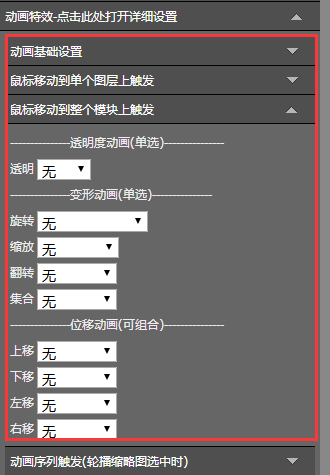 动画特效-点击此处打开详细设置
动画基础设置
鼠标移动到单个图层上触发
鼠标移动到整个模块上触发
---------------透明度动画(单选)---------------
透明 无
---------------变形动画(单选)---------------
旋转 无
缩放 无
翻转 无
集合 无
---------------位移动画(可组合)---------------
上移 无
下移 无
左移 无
右移 无
动画序列触发(轮播缩略图选中时)